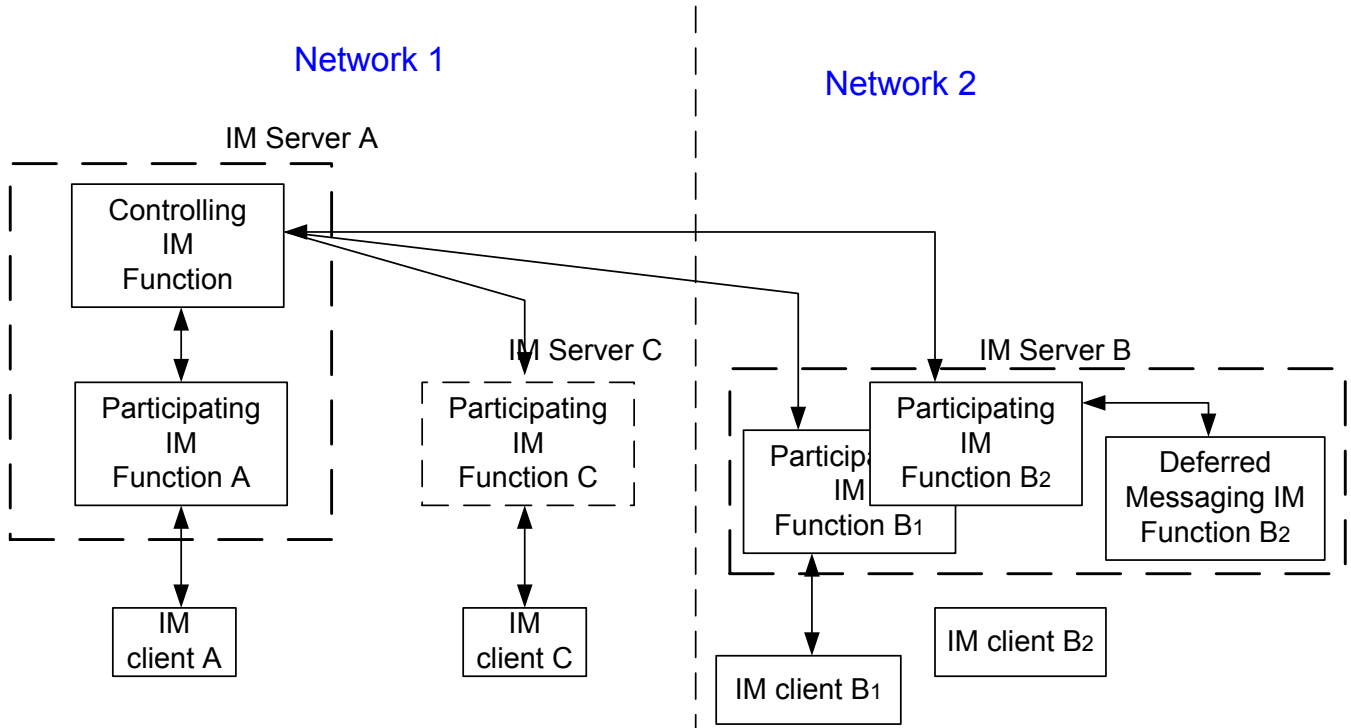 Network 1
Network 2
IM Server A
Controlling
IM
Function
IM Server C
IM Server B
Participating
IM
Function A
Participating
IM
Function C
IM
Function B1
Participating
IM
Function B2
Deferred
Messaging IM
Function B2
IM
client A
IM
client C
IM client B1
IM client B2